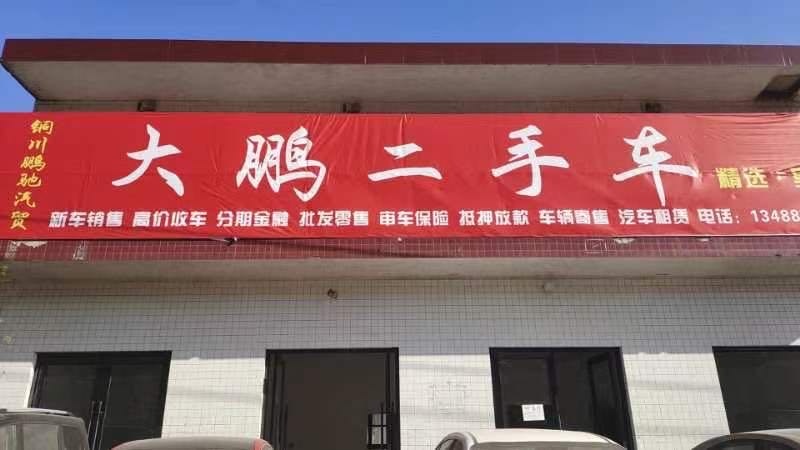 铜川鹏驰汽贸
大鹏二手车
精选·
新车销售 高价收车 分期金融 批发零售 审车保险 抵押放款 车辆寄售 汽车租赁 电话：13488